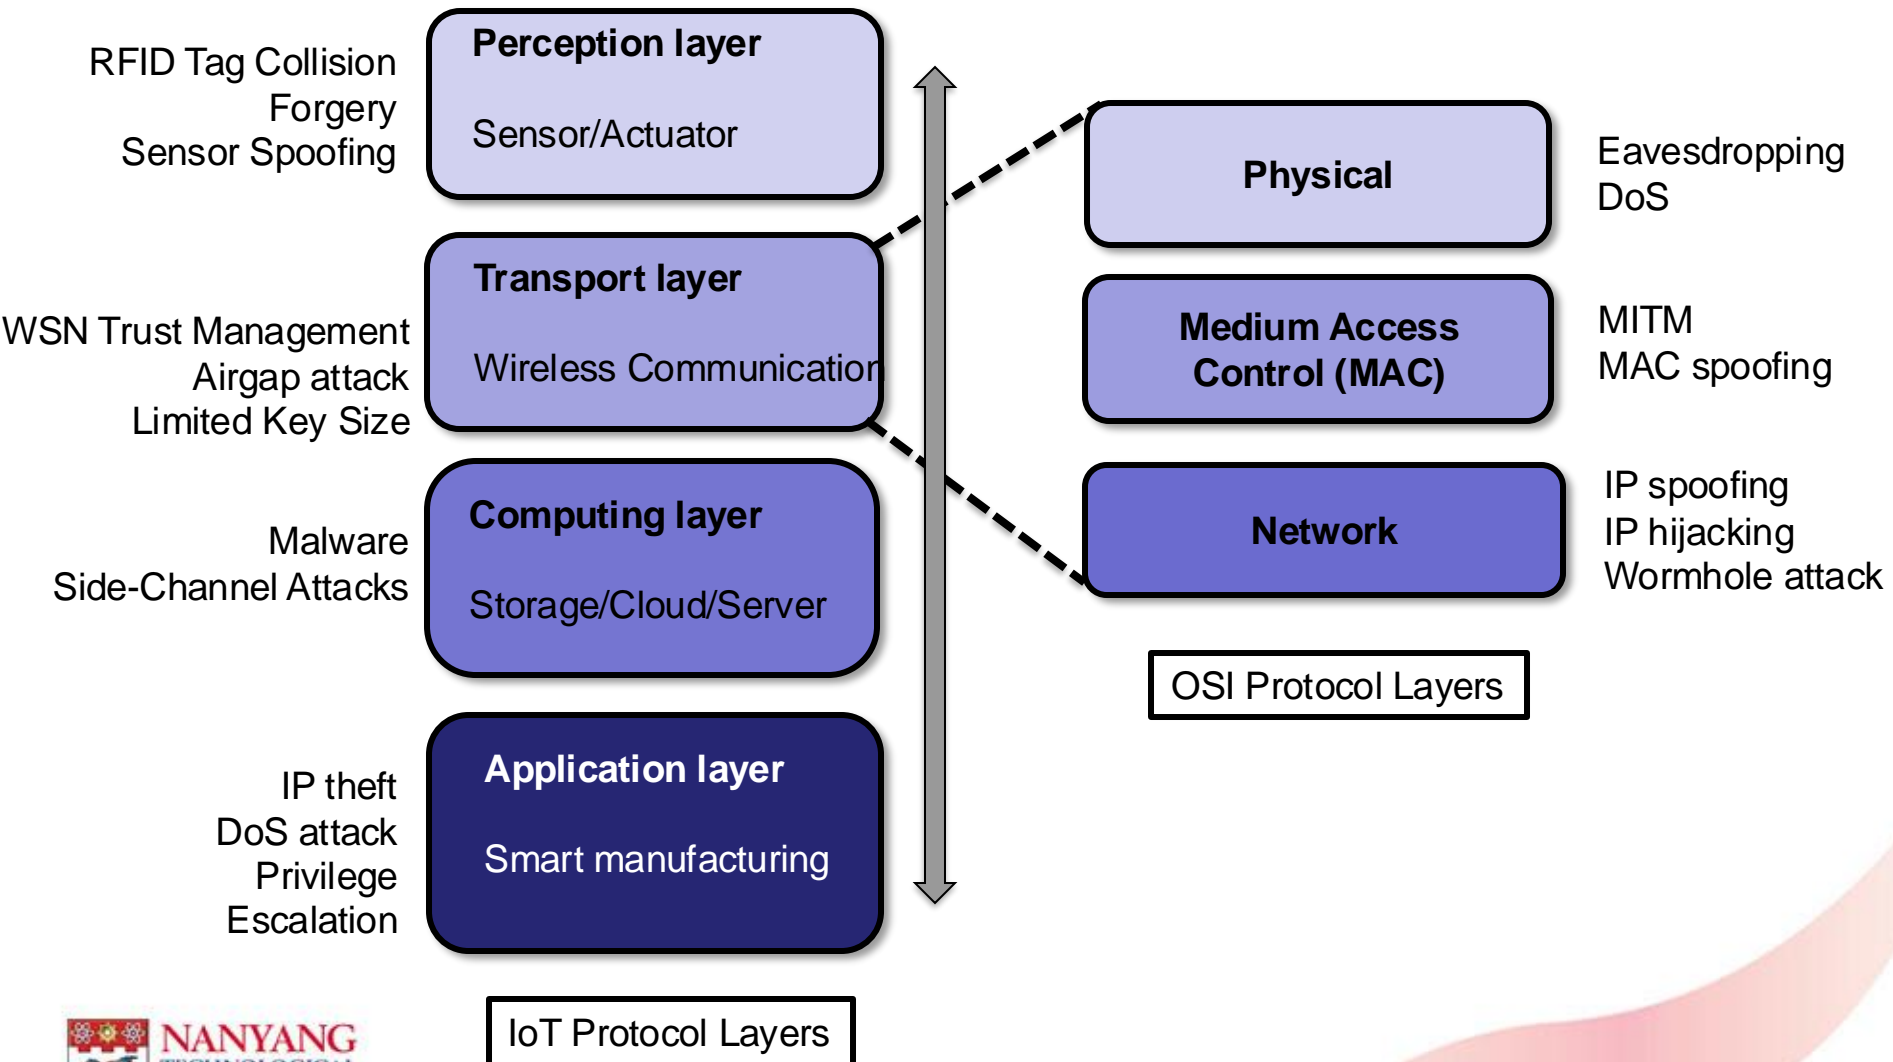 RFID Tag Collision
Forgery
Sensor Spoofing
Perception layer
Sensor/Actuator
WSN Trust Management
Airgap attack
Limited Key Size
Transport layer
Wireless Communication
Malware
Side-Channel Attacks
Computing layer
Storage/Cloud/Server
IP theft
DoS attack
Privilege
Escalation
Application layer
Smart manufacturing
IoT Protocol Layers
Physical
Eavesdropping
DoS
Medium Access
Control (MAC)
MITM
MAC spoofing
Network
IP spoofing
IP hijacking
Wormhole attack
OSI Protocol Layers
NANYANG
TECHNOLOGICAL